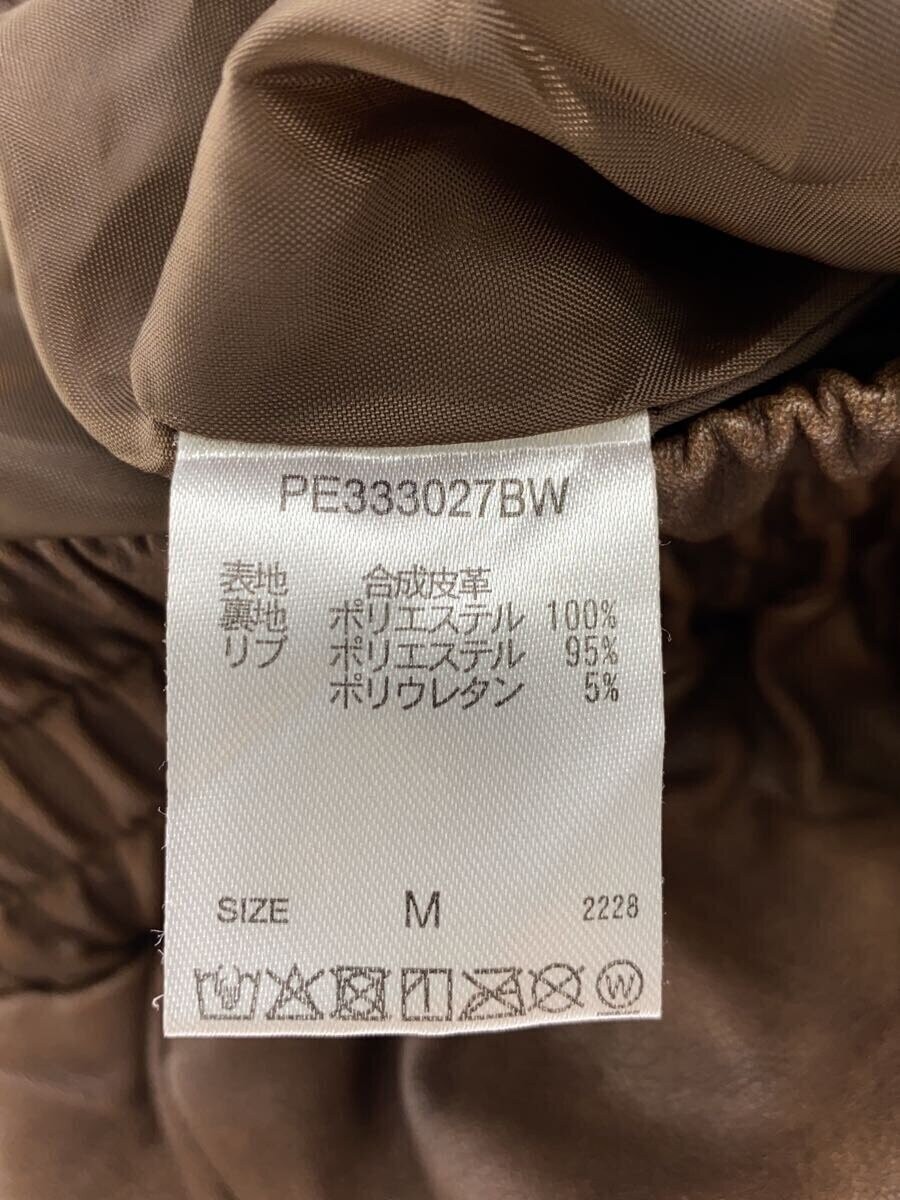 PE333027BW
表地 合成皮革
裏地 ポリエステル 100%
リブ ポリエステル 95%
ポリウレタン 5%
SIZE M 2228
W